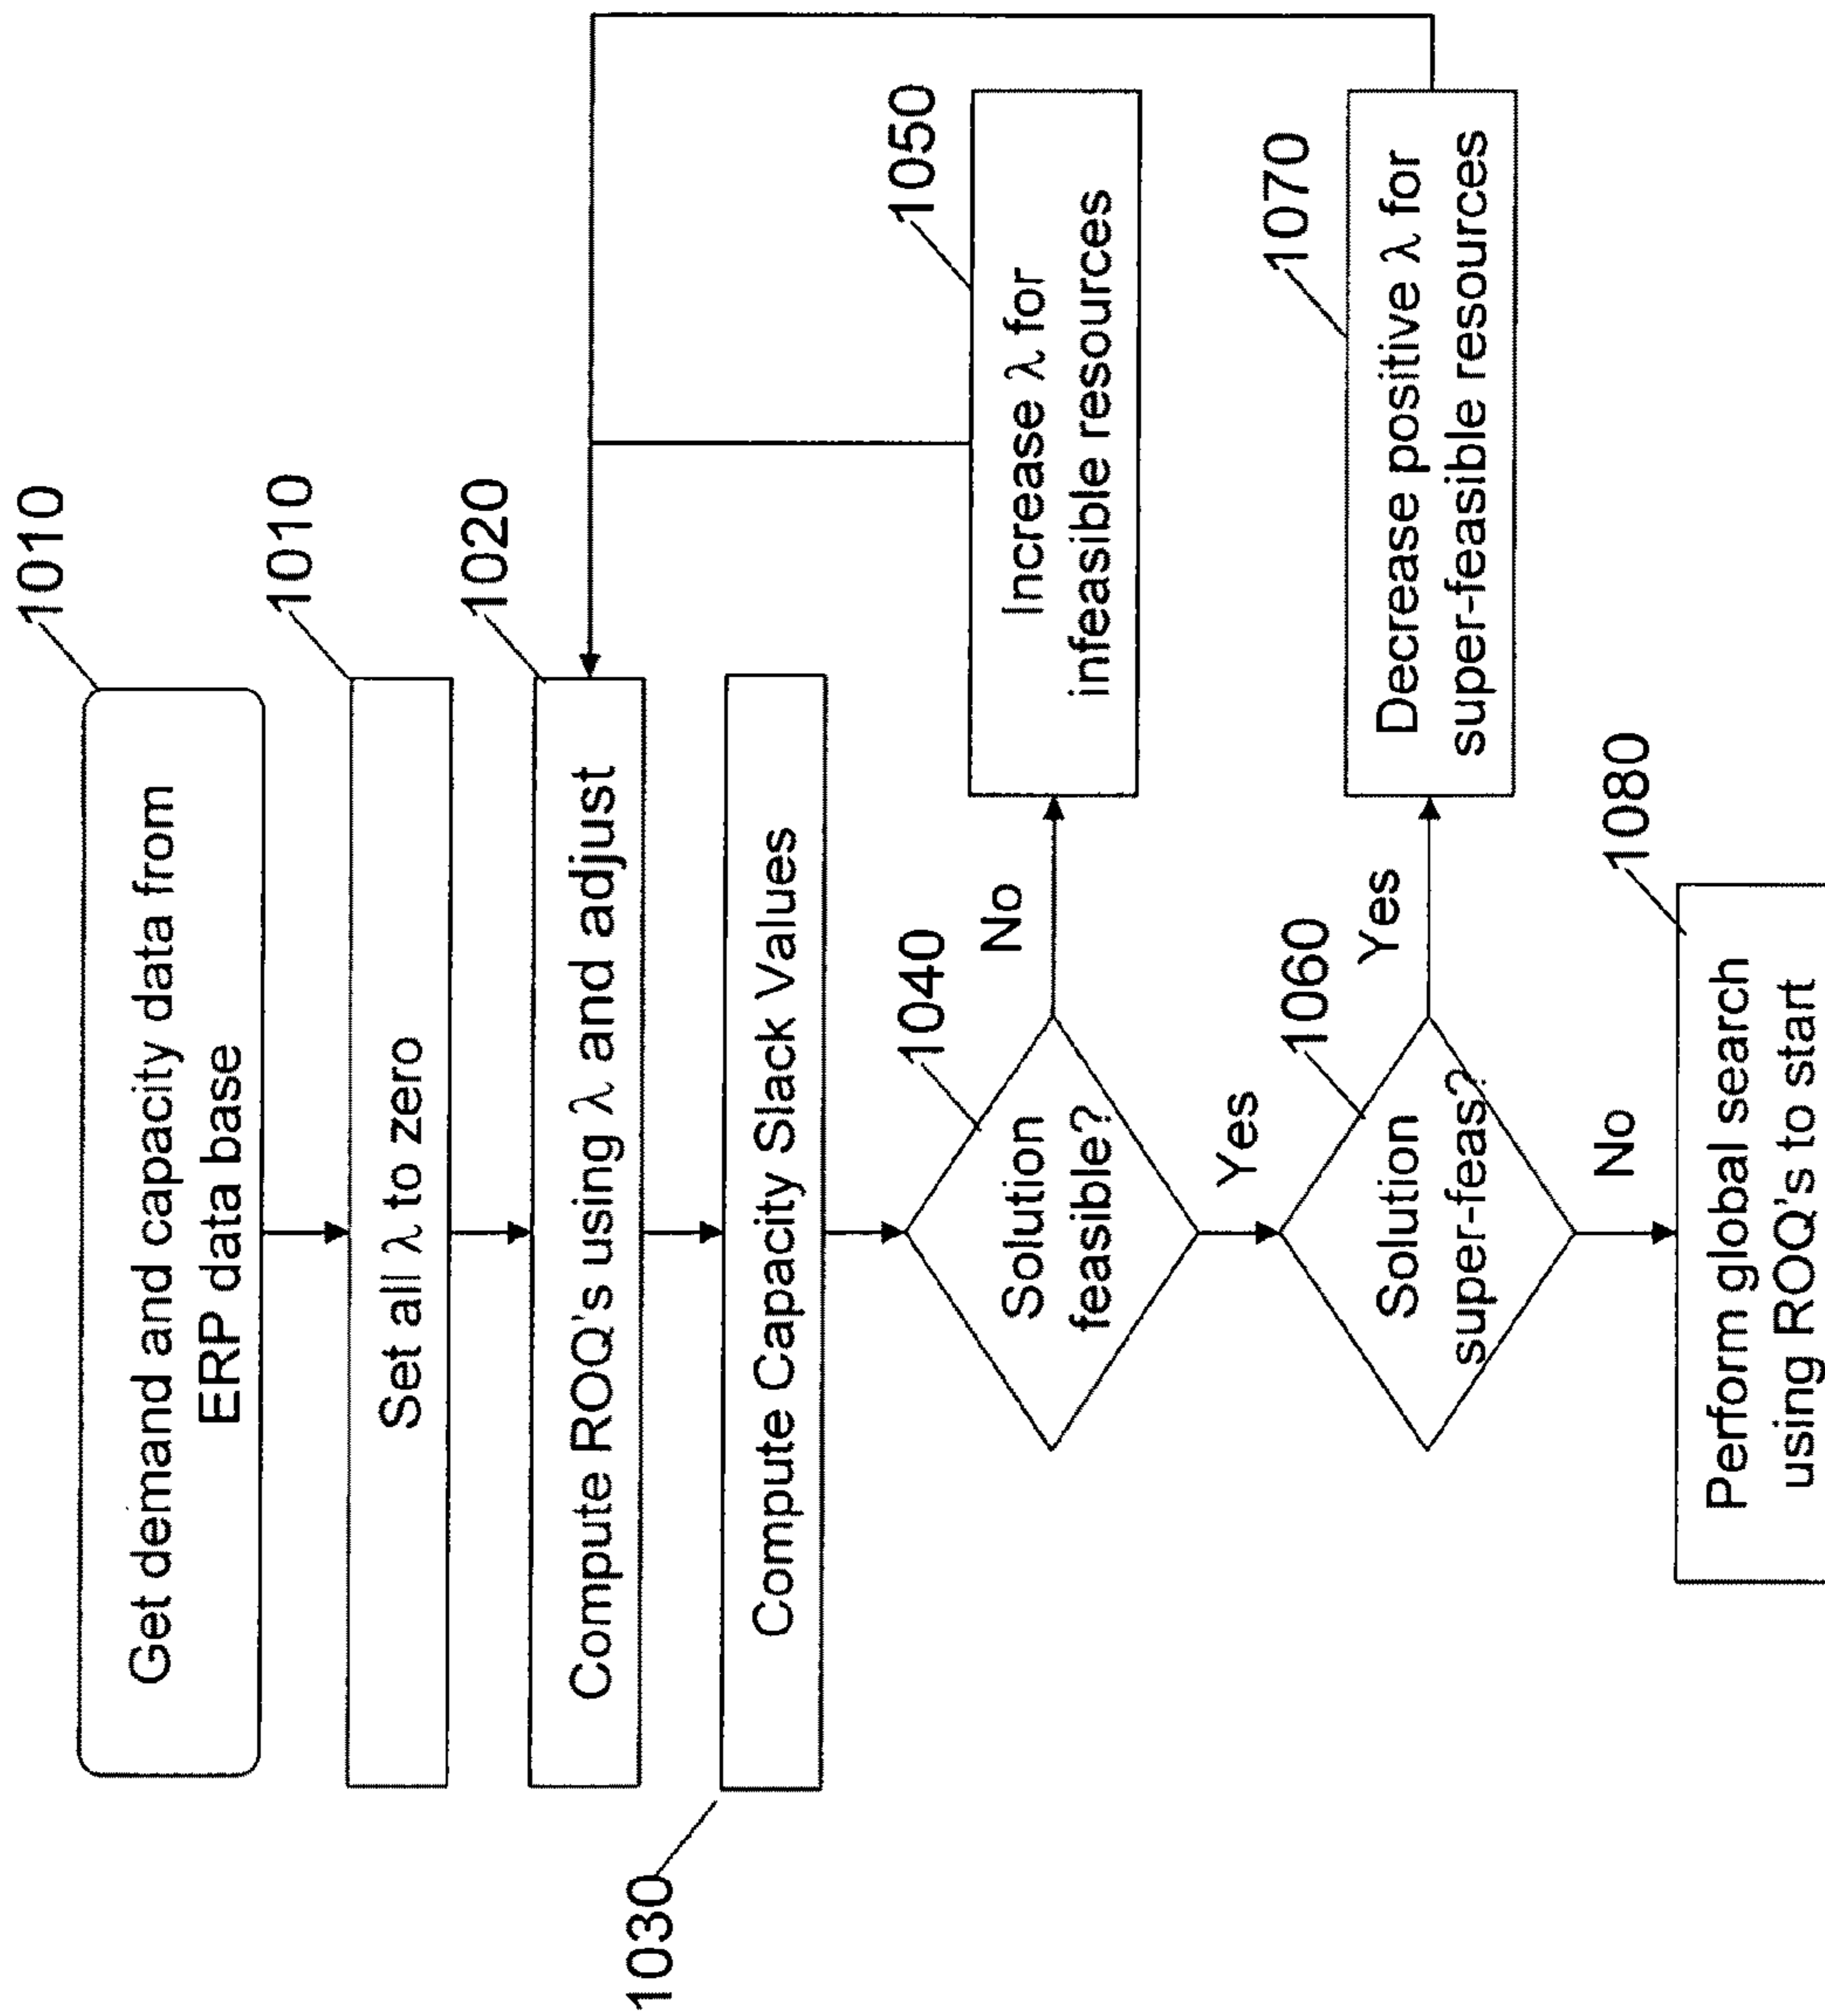 1010
Get demand and capacity data from
ERP data base
1010
Set all λ to zero
1020
Compute ROQ's using λ and adjust
1030
Compute Capacity Slack Values
1040
Solution
feasible?
No
1050
Increase λ for
infeasible resources
Yes
1060
Solution
super-feas?
Yes
1070
Decrease positive λ for
super-feasible resources
No
1080
Perform global search
using ROQ's to start